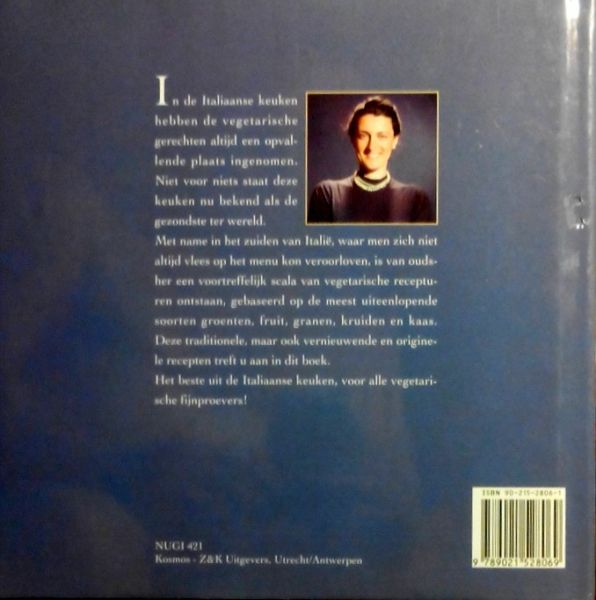 In de Italiaanse keuken
hebben de vegetarische
gerechten altijd een opval-
lende plaats ingenomen.
Niet voor niets staat deze
keuken nu bekend als de
gezondste ter wereld.
Met name in het zuiden van Italië, waar men zich niet
altijd vlees op het menu kon veroorloven, is van ouds-
her een voortreffelijk scala van vegetarische receptu-
ren ontstaan, gebaseerd op de meest uiteenlopende
soorten groenten, fruit, granen, kruiden en kaas.
Deze traditionele, maar ook vernieuwende en origine-
le recepten treft u aan in dit boek.
Het beste uit de Italiaanse keuken, voor alle vegetari-
sche fijnproevers!
ISBN 90-215-2806-1
9 789021 528069
NUGI 421
Kosmos - Z&K Uitgevers, Utrecht/Antwerpen